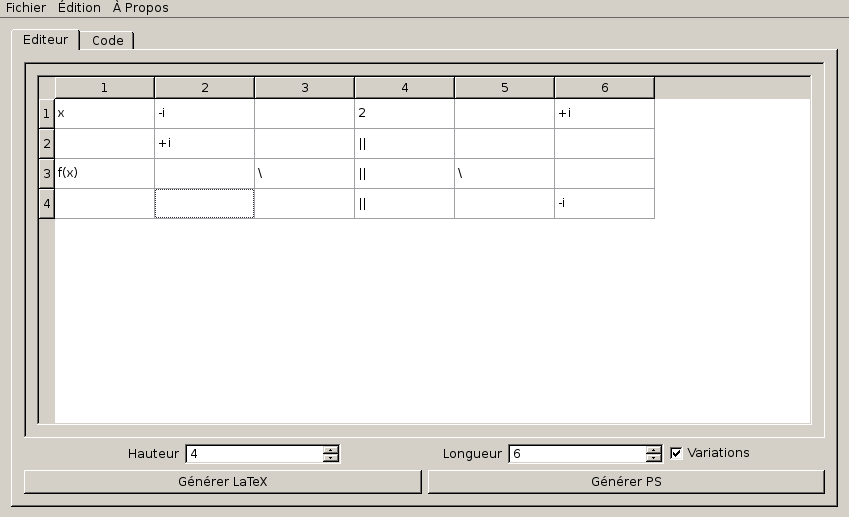 Fichier Édition À Propos
Editeur Code
1 2 3 4 5 6
1 x -i 2 +i
2 +i ||
3 f(x) \ || \
4 || -i
Hauteur 4 Longueur 6 Variations
Générer LaTeX Générer PS